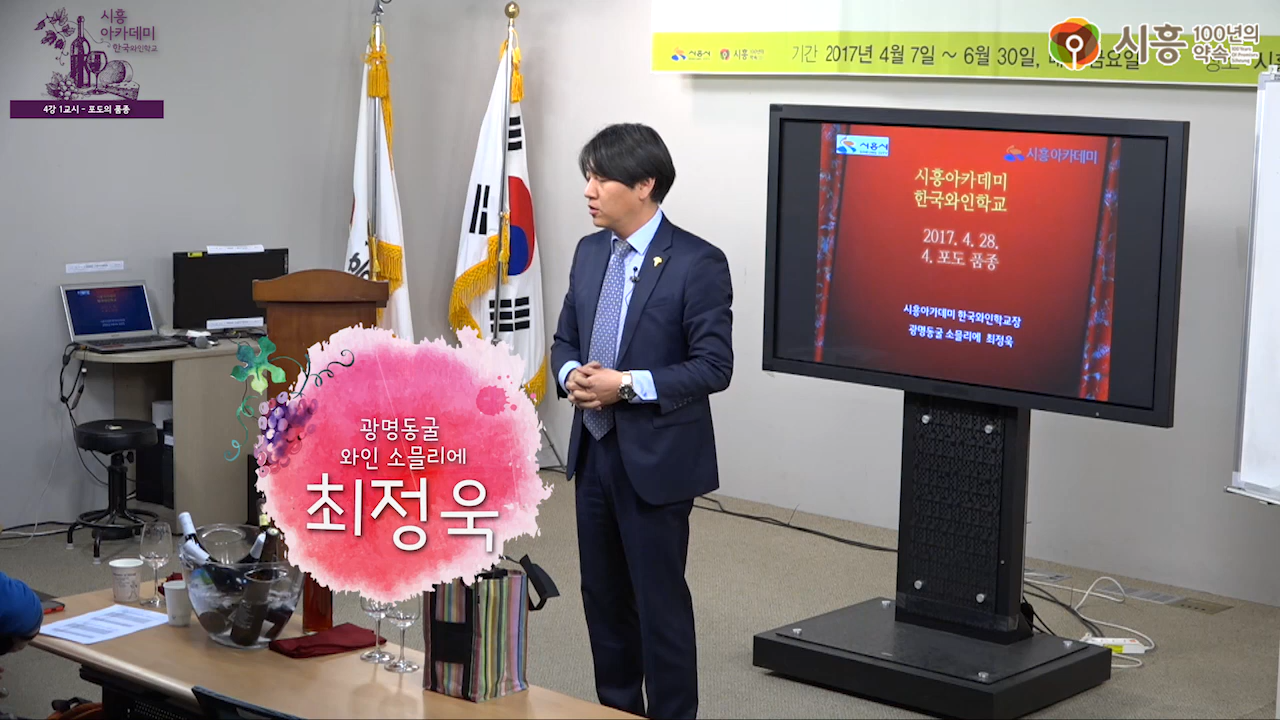 시흥
아카데미
한국와인학교
4강 1교시 - 포도의 품종
시흥시
시흥
기간 2017년 4월 7일 ~ 6월 30일,
시흥
100년의
약속
시흥시
시흥아카데미
시흥아카데미
한국와인학교
2017. 4. 28.
4. 포도 품종
시흥아카데미 한국와인학교장
광명동굴 소믈리에 최정욱
광명동굴
와인 소믈리에
최정욱